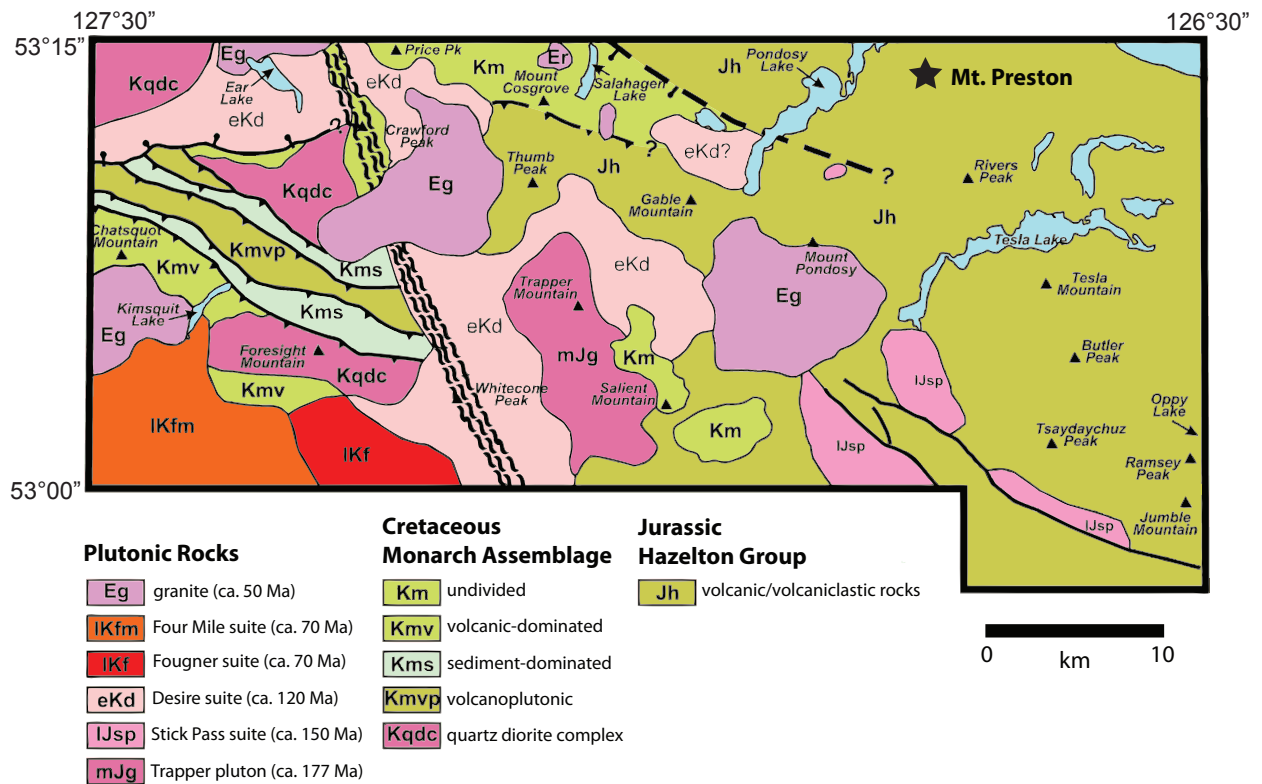 127°30”
126°30”
53°15”
Kqdc
Eg
Ear
Lake
eKd
eKd
Price Pk
Km
Er
Mount
Cosgrove
Salahagen
Lake
Jh
Pondosy
Lake
Mt. Preston
?
Crawford
Peak
Kqdc
Eg
Thumb
Peak
Jh
?
eKd?
Gable
Mountain
?
Jh
Rivers
Peak
Chatsquot
Mountain
Kmv
Kmvp
Kms
Kms
Tesla Lake
Mount
Pondosy
Eg
eKd
Trapper
Mountain
Tesla
Mountain
Kimsquit
Lake
Eg
Foresight
Mountain
Kqdc
Kmv
eKd
mJg
Km
Salient
Mountain
Whitecone
Peak
Km
lJsp
Butler
Peak
Oppy
Lake
Tsaydaychuz
Peak
Ramsey
Peak
Jumble
Mountain
lKfm
lKf
lJsp
lJsp
53°00”
Plutonic Rocks
Eg granite (ca. 50 Ma)
lKfm Four Mile suite (ca. 70 Ma)
lKf Fougner suite (ca. 70 Ma)
eKd Desire suite (ca. 120 Ma)
lJsp Stick Pass suite (ca. 150 Ma)
mJg Trapper pluton (ca. 177 Ma)
Cretaceous
Monarch Assemblage
Km undivided
Kmv volcanic-dominated
Kms sediment-dominated
Kmvp volcanoplutonic
Kqdc quartz diorite complex
Jurassic
Hazelton Group
Jh volcanic/volcaniclastic rocks
0 km 10